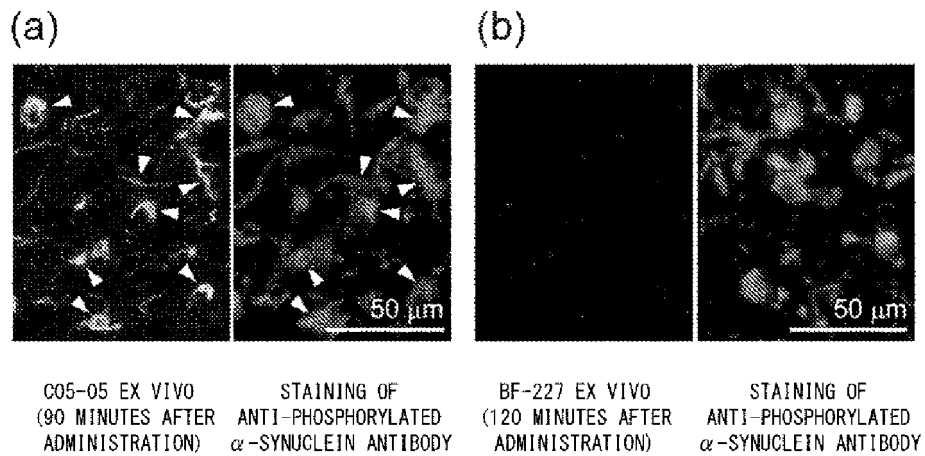 (a)
(b)
50 μm
50 μm
C05-05 EX VIVO
(90 MINUTES AFTER
ADMINISTRATION)
STAINING OF
ANTI-PHOSPHORYLATED
α-SYNUCLEIN ANTIBODY
BF-227 EX VIVO
(120 MINUTES AFTER
ADMINISTRATION)
STAINING OF
ANTI-PHOSPHORYLATED
α-SYNUCLEIN ANTIBODY